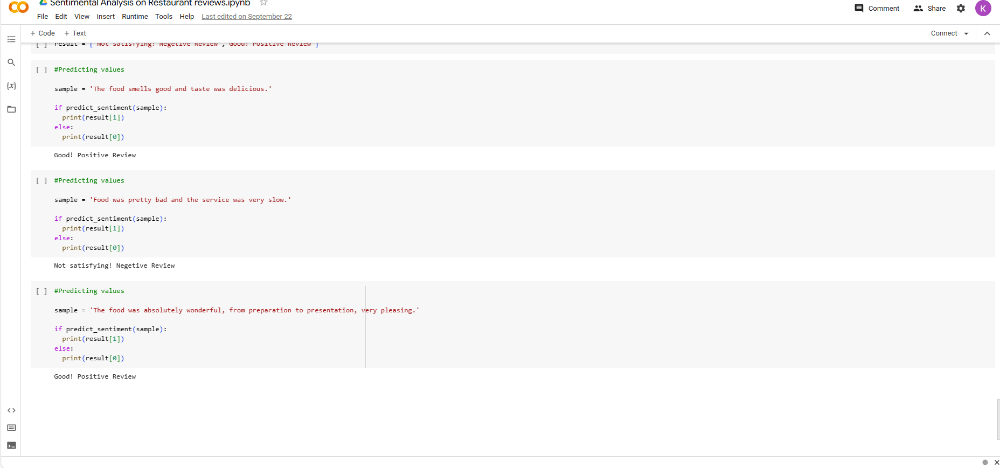 Sentimental Analysis on Restaurant reviews.ipynb
File Edit View Insert Runtime Tools Help Last edited on September 22
Comment Share K
+ Code + Text
Connect
{x}
[ ] result = ['Not satisfying! Negetive Review', 'Good! Positive Review']
[ ] #Predicting values
sample = 'The food smells good and taste was delicious.'
if predict_sentiment(sample):
print(result[1])
else:
print(result[0])
Good! Positive Review
[ ] #Predicting values
sample = 'Food was pretty bad and the service was very slow.'
if predict_sentiment(sample):
print(result[1])
else:
print(result[0])
Not satisfying! Negetive Review
[ ] #Predicting values
sample = 'The food was absolutely wonderful, from preparation to presentation, very pleasing.'
if predict_sentiment(sample):
print(result[1])
else:
print(result[0])
Good! Positive Review